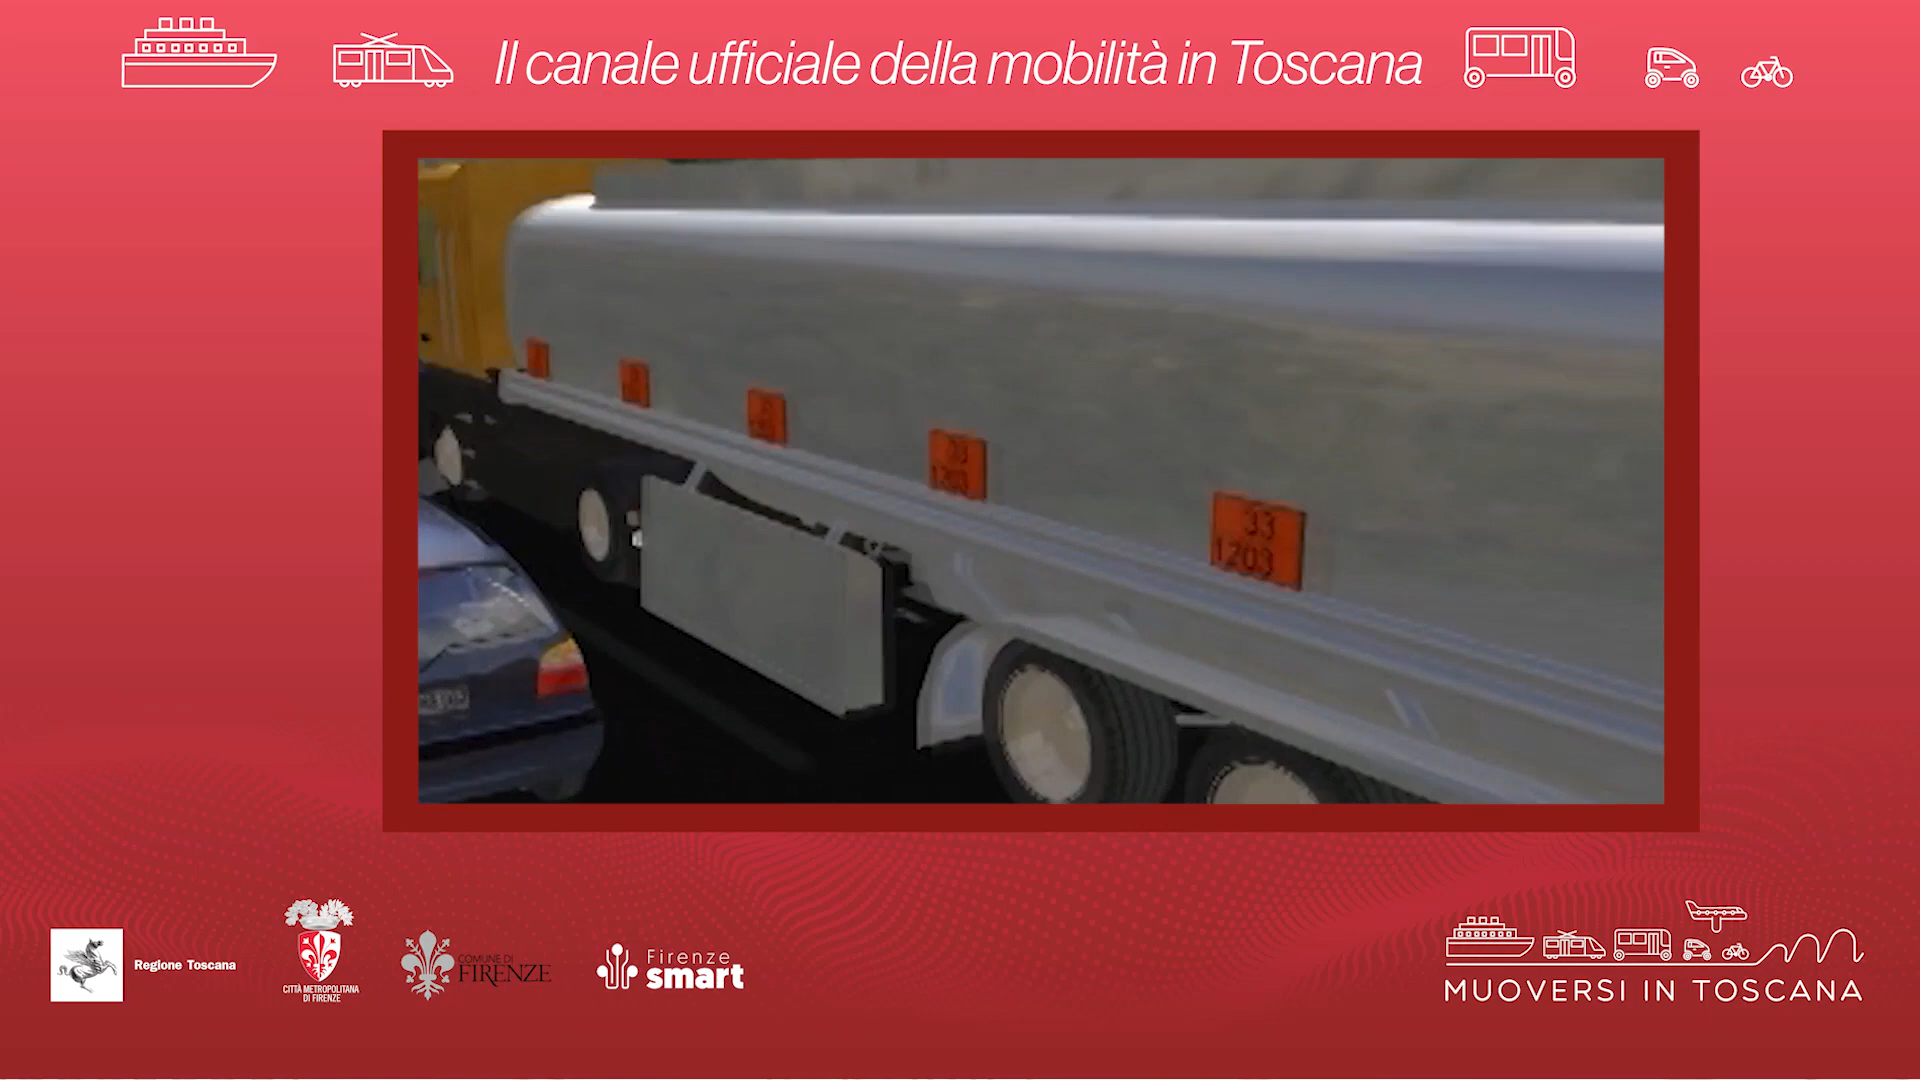 Il canale ufficiale della mobilità in Toscana
33
1203
Regione Toscana
CITTÀ METROPOLITANA
DI FIRENZE
COMUNE DI
FIRENZE
Firenze
smart
MUOVERSI IN TOSCANA